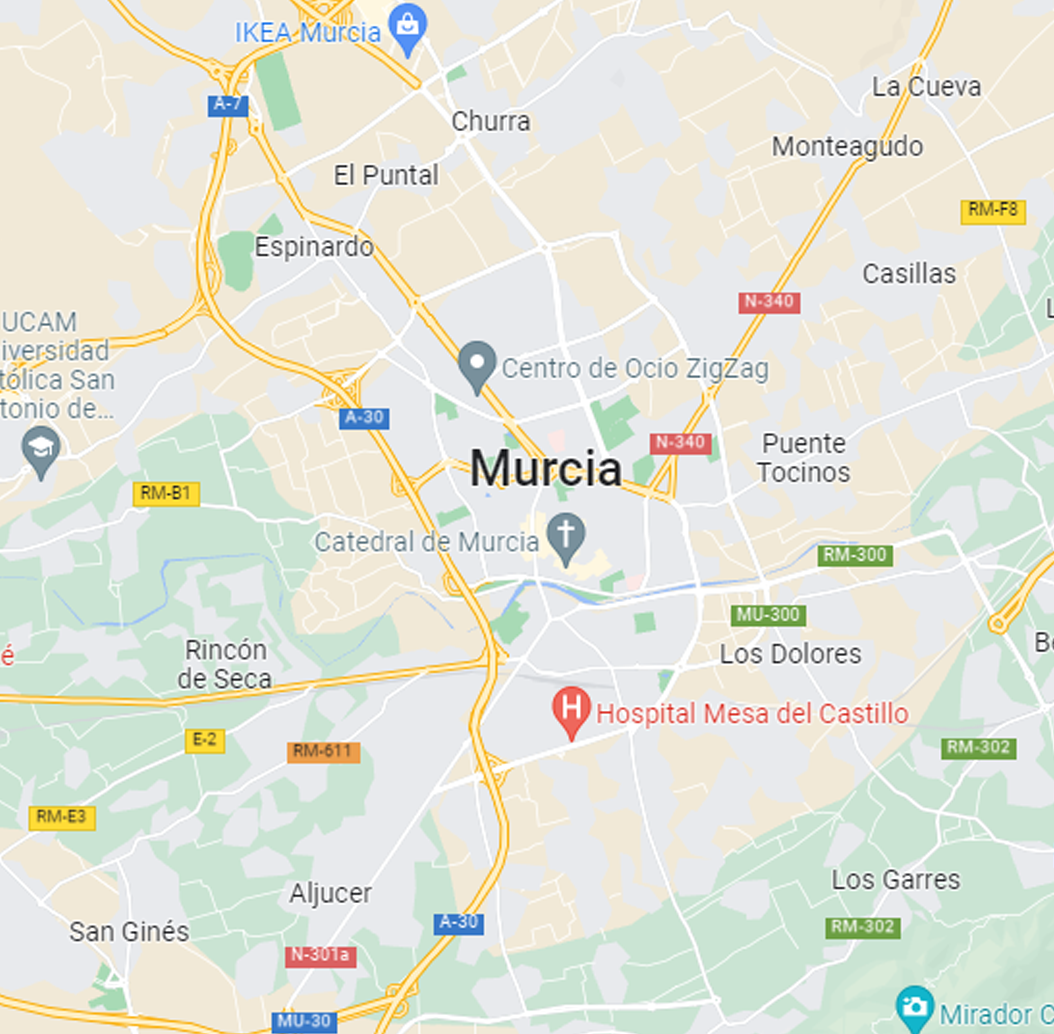 IKEA Murcia
A-7
La Cueva
Churra
Monteagudo
El Puntal
RM-F8
Espinardo
Casillas
N-340
L
UCAM
iversidad
tólica San
tonio de...
Centro de Ocio ZigZag
A-30
N-340
Puente
Tocinos
Murcia
RM-B1
Catedral de Murcia
RM-300
MU-300
é
Rincón
de Seca
Los Dolores
Be
H
Hospital Mesa del Castillo
E-2
RM-611
RM-302
RM-E3
Aljucer
Los Garres
San Ginés
A-30
RM-302
N-301a
MU-30
Mirador C